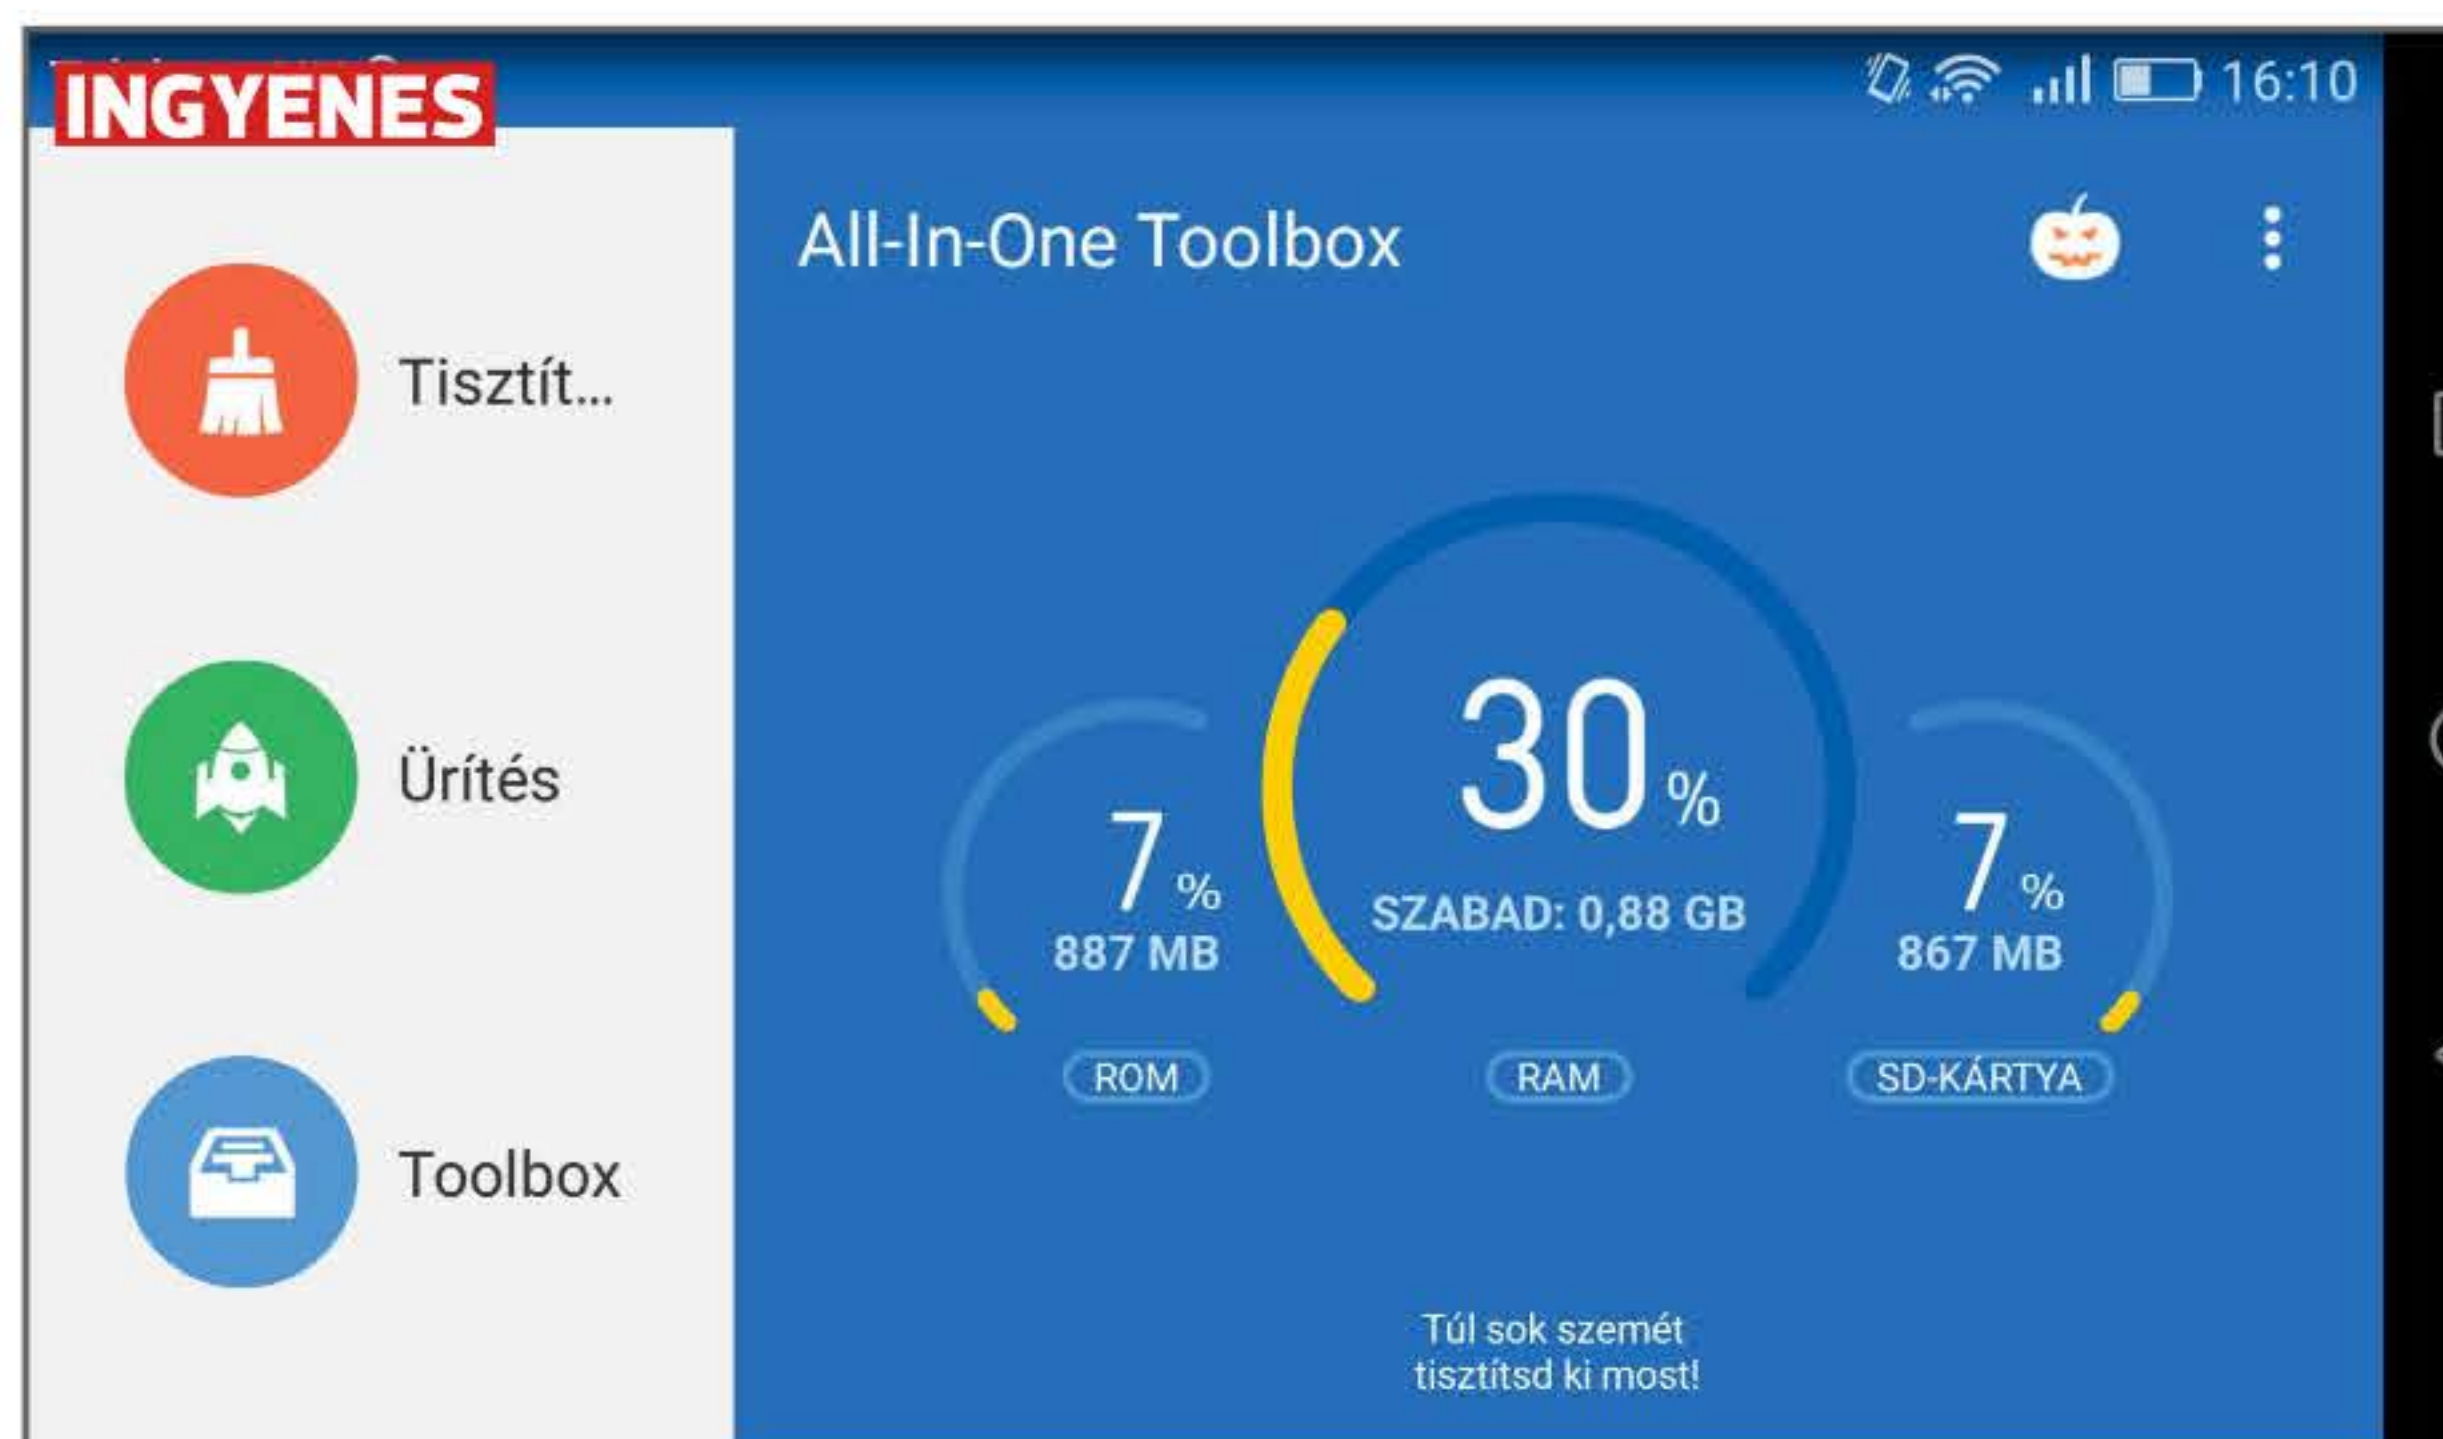 INGYENES
16:10
All-In-One Toolbox
Tisztít...
Ürítés
Toolbox
7 %
887 MB
ROM
30 %
SZABAD: 0,88 GB
RAM
7 %
867 MB
SD-KÁRTYA
Túl sok szemét
tisztítsd ki most!